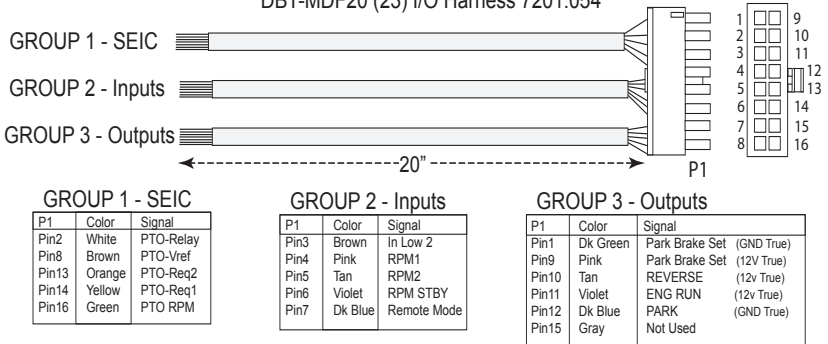 DBT-MDF20 (23) I/O Harness 7201.054
GROUP 1 - SEIC
GROUP 2 - Inputs
GROUP 3 - Outputs
20"
P1
1 9
2 10
3 11
4 12
5 13
6 14
7 15
8 16
GROUP 1 - SEIC
P1 Color Signal
Pin2 White PTO-Relay
Pin8 Brown PTO-Vref
Pin13 Orange PTO-Req2
Pin14 Yellow PTO-Req1
Pin16 Green PTO RPM
GROUP 2 - Inputs
P1 Color Signal
Pin3 Brown In Low 2
Pin4 Pink RPM1
Pin5 Tan RPM2
Pin6 Violet RPM STBY
Pin7 Dk Blue Remote Mode
GROUP 3 - Outputs
P1 Color Signal
Pin1 Dk Green Park Brake Set (GND True)
Pin9 Pink Park Brake Set (12V True)
Pin10 Tan REVERSE (12v True)
Pin11 Violet ENG RUN (12v True)
Pin12 Dk Blue PARK (GND True)
Pin15 Gray Not Used